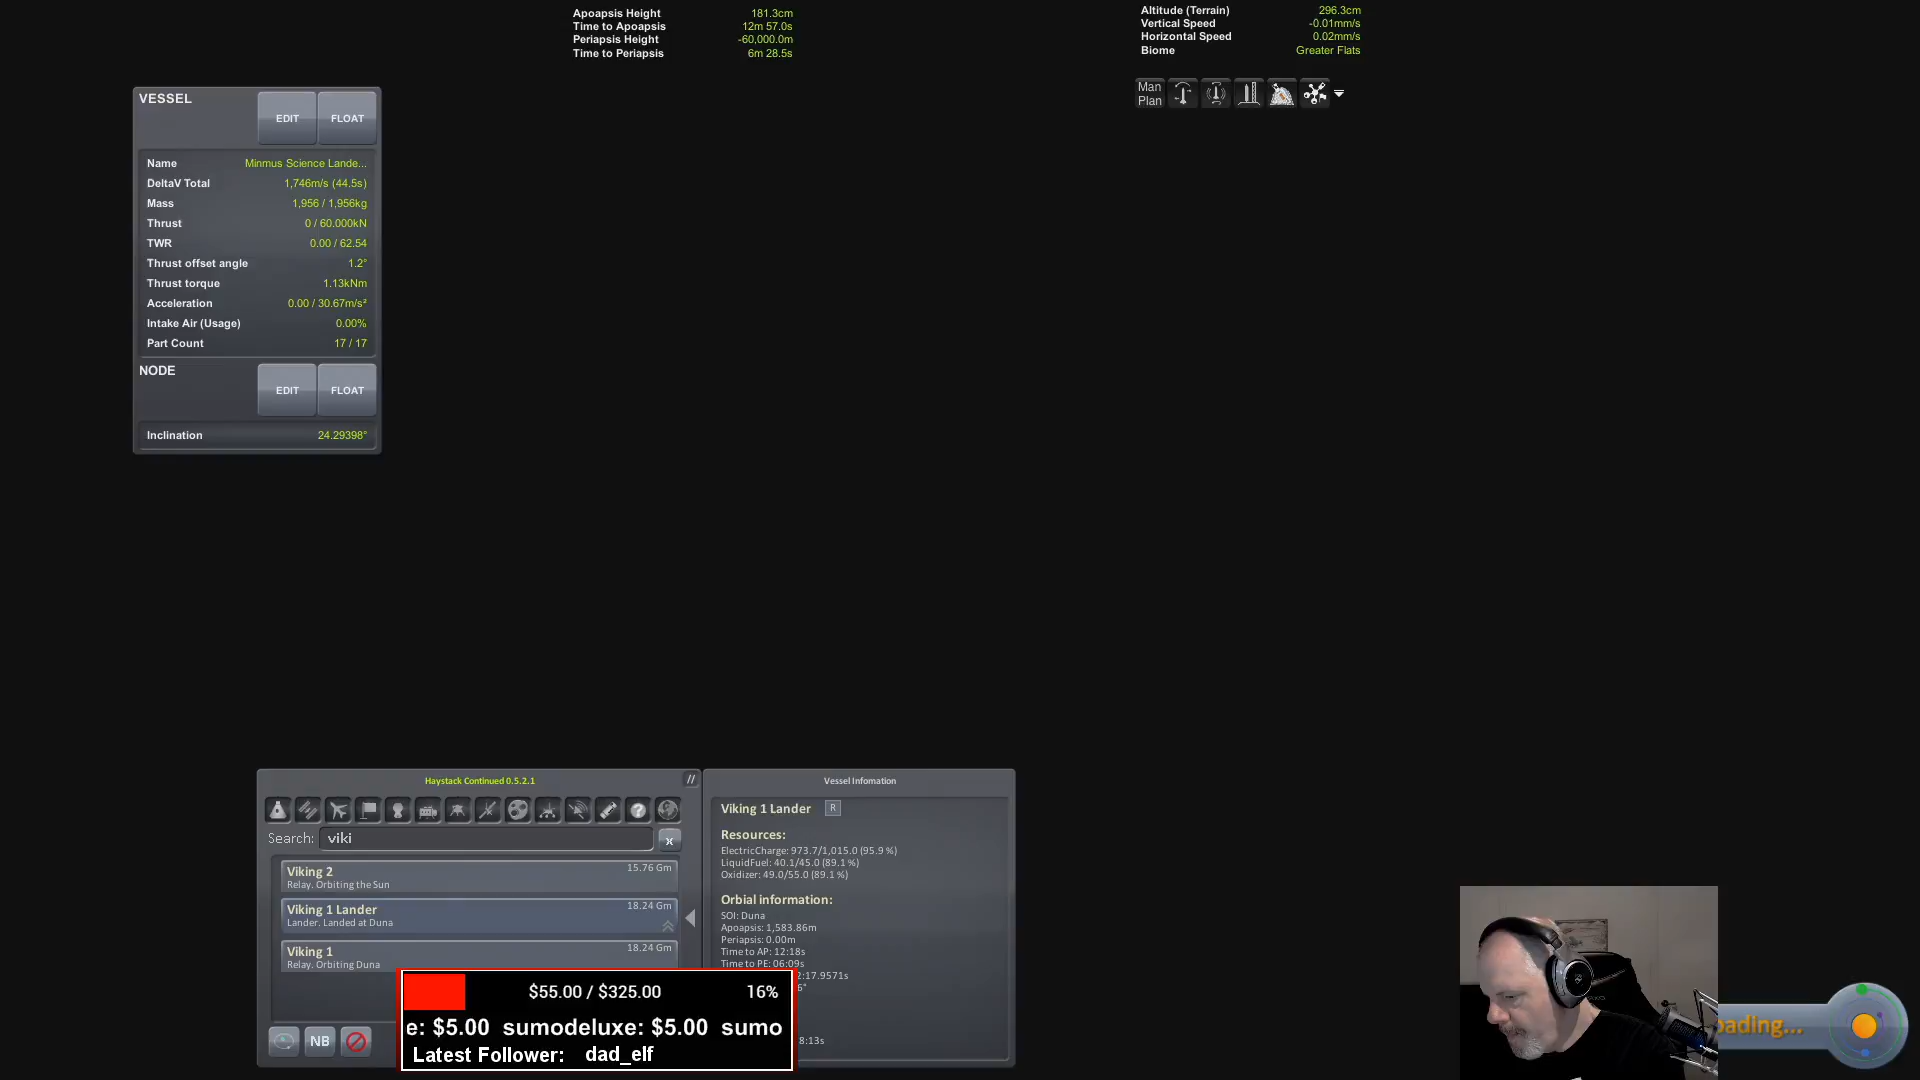 Apoapsis Height 181.3cm
Time to Apoapsis 12m 57.0s
Periapsis Height -60,000.0m
Time to Periapsis 6m 28.5s
Altitude (Terrain) 296.3cm
Vertical Speed -0.01mm/s
Horizontal Speed 0.02mm/s
Biome Greater Flats
Man
Plan
VESSEL
EDIT FLOAT
Name Minmus Science Lande...
DeltaV Total 1,746m/s (44.5s)
Mass 1,956 / 1,956kg
Thrust 0 / 60.000kN
TWR 0.00 / 62.54
Thrust offset angle 1.2°
Thrust torque 1.13kNm
Acceleration 0.00 / 30.67m/s²
Intake Air (Usage) 0.00%
Part Count 17 / 17
NODE
EDIT FLOAT
Inclination 24.29398°
Haystack Continued 0.5.2.1
//
Search: viki
x
Viking 2 15.76 Gm
Relay. Orbiting the Sun
Viking 1 Lander 18.24 Gm
Lander. Landed at Duna
Viking 1 18.24 Gm
Relay. Orbiting Duna
NB
Vessel Infomation
Viking 1 Lander R
Resources:
ElectricCharge: 973.7/1,015.0 (95.9 %)
LiquidFuel: 40.1/45.0 (89.1 %)
Oxidizer: 49.0/55.0 (89.1 %)
Orbial information:
SOI: Duna
Apoapsis: 1,583.86m
Periapsis: 0.00m
Time to AP: 12:18s
Time to PE: 06:09s
2:17.9571s
6°
8:13s
$55.00 / $325.00 16%
e: $5.00 sumodeluxe: $5.00 sumo
Latest Follower: dad_elf
oading...